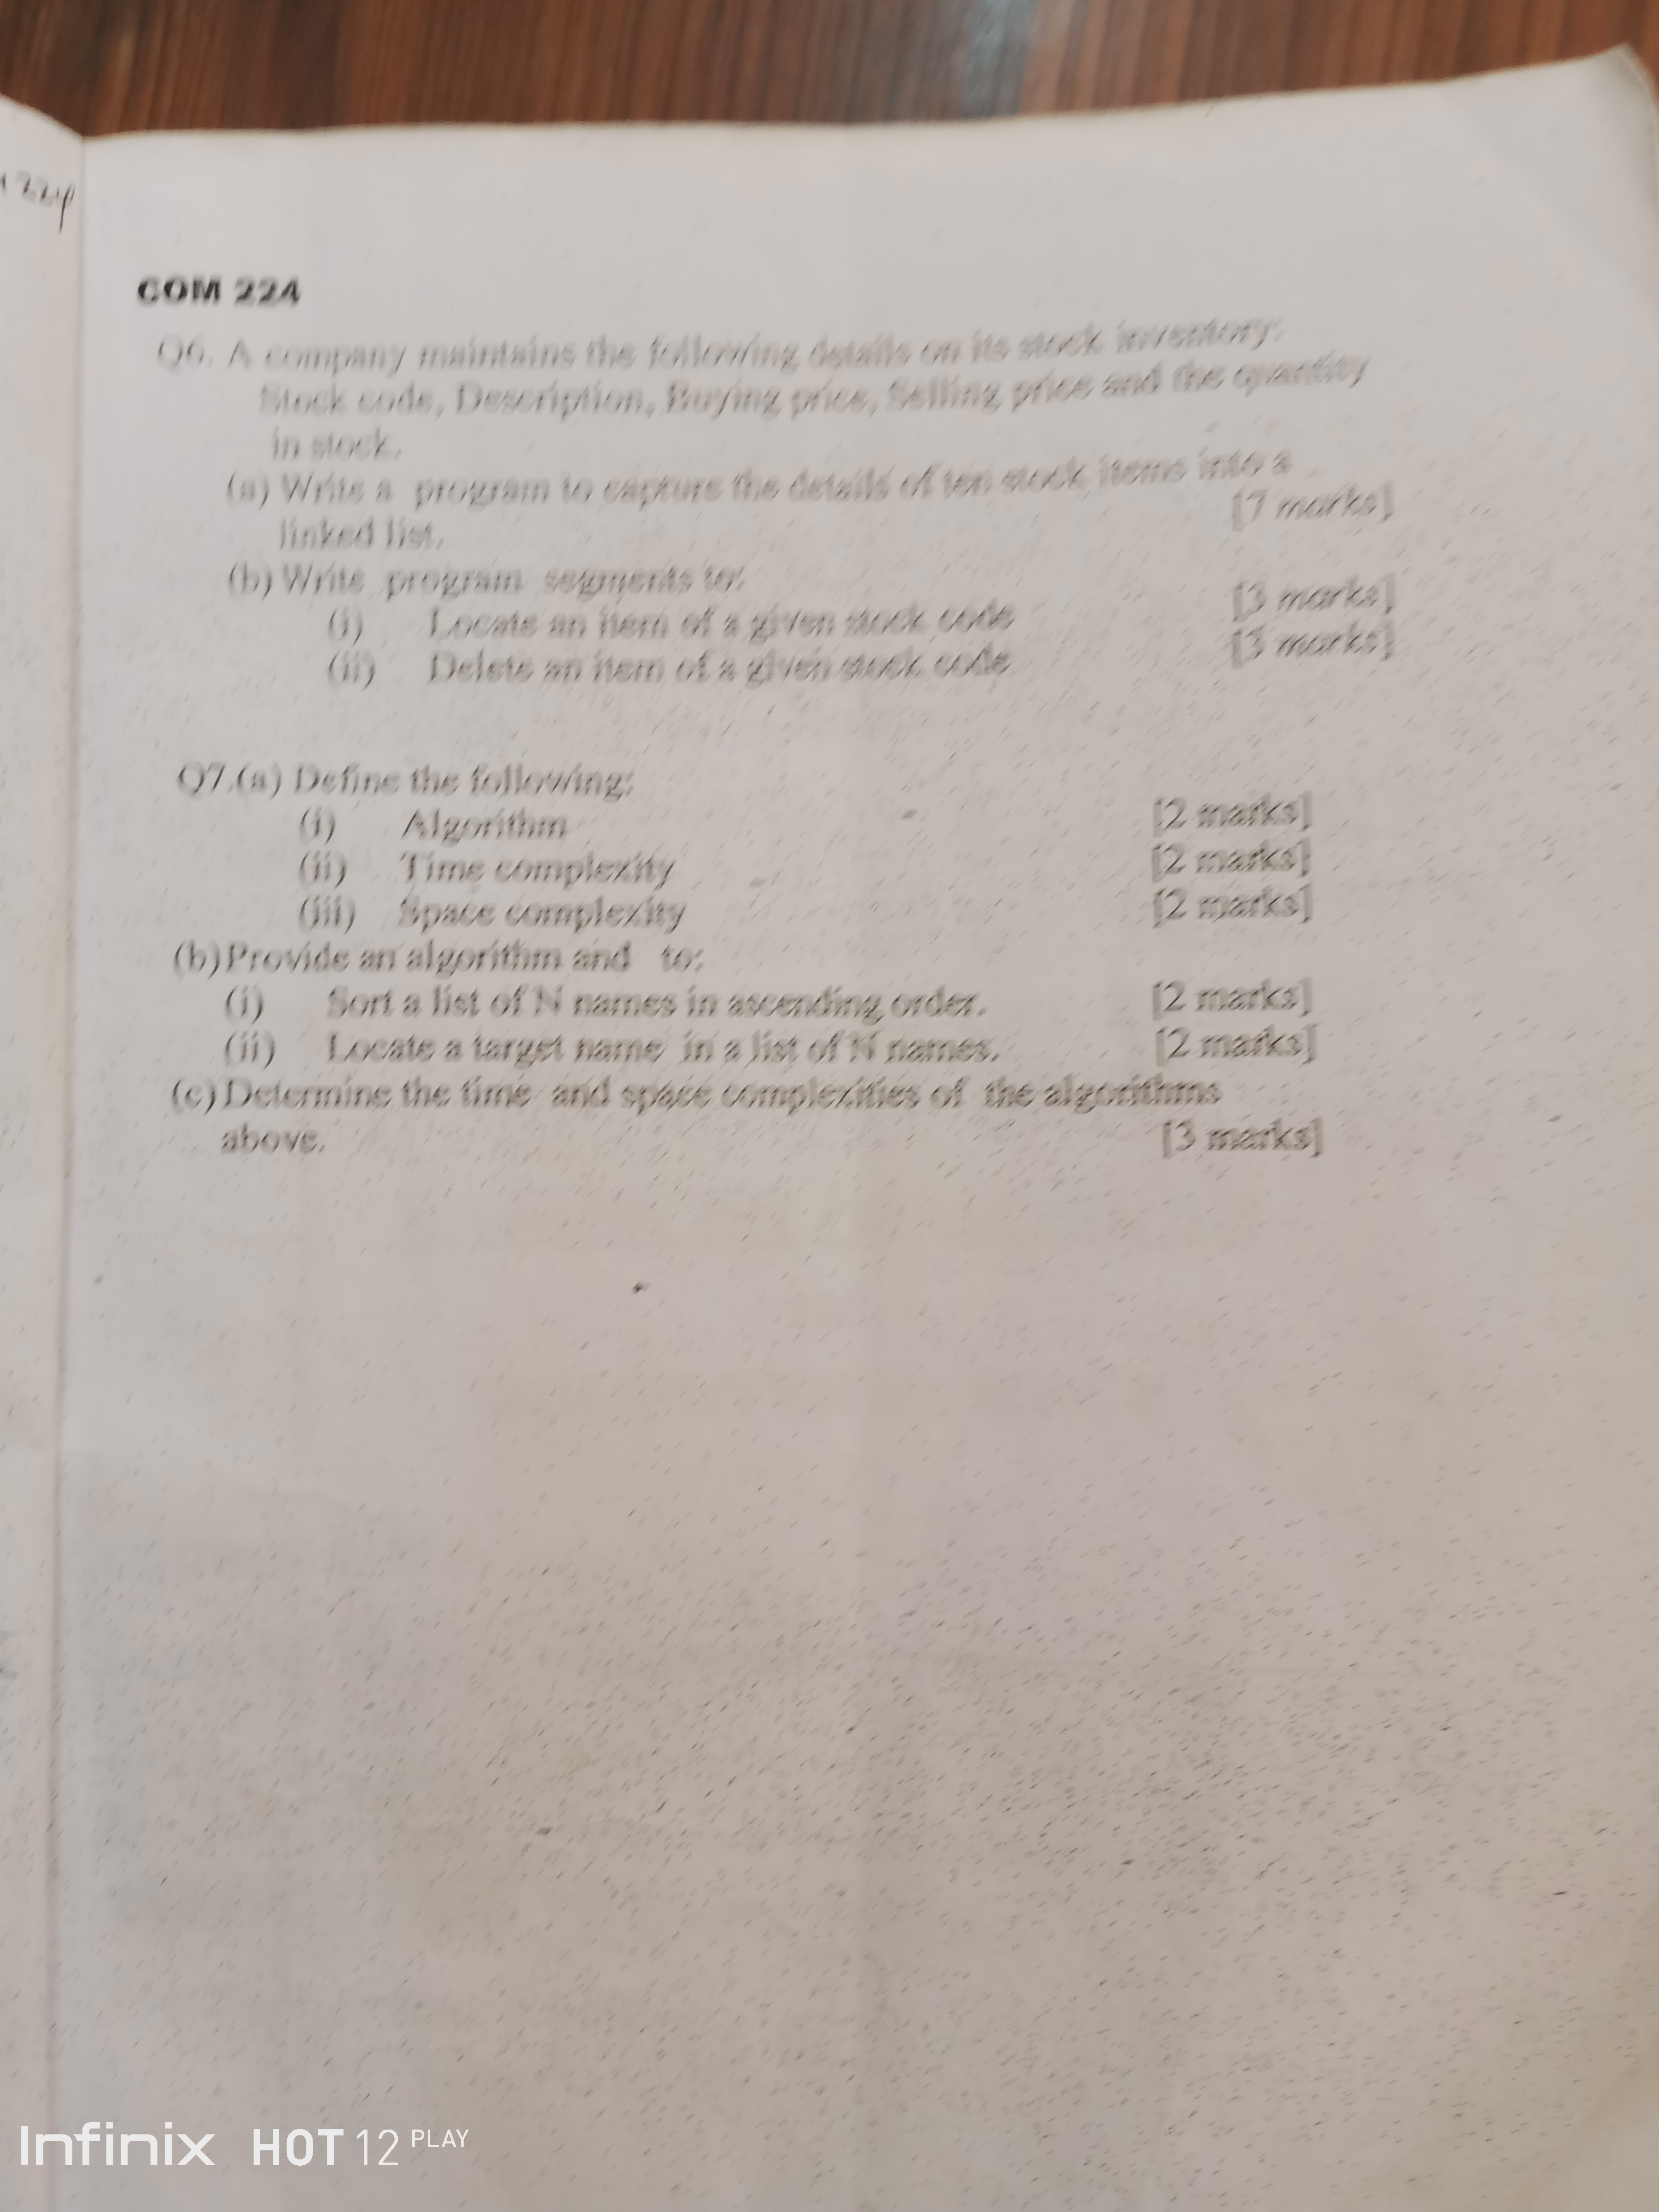 224
COM 224
Q6. A company maintains the following details on its stock inventory:
Stock code, Description, Buying price, Selling price and the quantity
in stock.
(a) Write a program to capture the details of ten stock items into a
[7 marks]
linked list.
(b) Write program segments to:
(i) Locate an item of a given stock code [3 marks]
(ii) Delete an item of a given stock code [3 marks]
Q7.(a) Define the following:
(i) Algorithm [2 marks]
(ii) Time complexity [2 marks]
(iii) Space complexity [2 marks]
(b) Provide an algorithm and to:
(i) Sort a list of N names in ascending order. [2 marks]
(ii) Locate a target name in a list of N names. [2 marks]
(c) Determine the time and space complexities of the algorithms
above. [3 marks]
Infinix HOT 12 PLAY